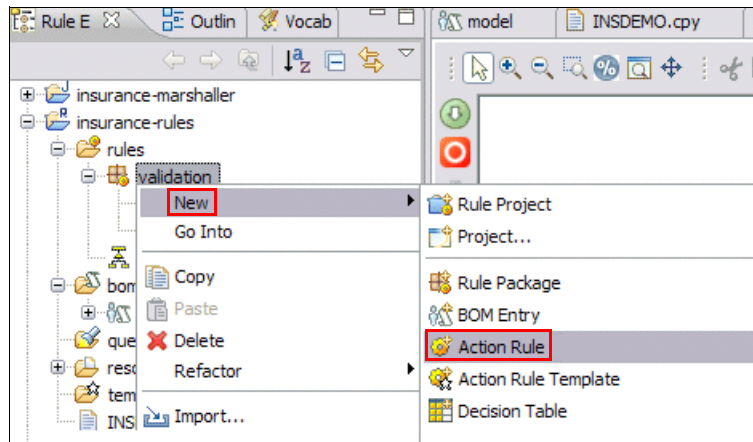 Rule E
Outlin
Vocab
model
INSDEMO.cpy
insurance-marshaller
insurance-rules
rules
validation
New
Go Into
Copy
Paste
Delete
Refactor
Import...
bom
que
reso
tem
INS
Rule Project
Project...
Rule Package
BOM Entry
Action Rule
Action Rule Template
Decision Table